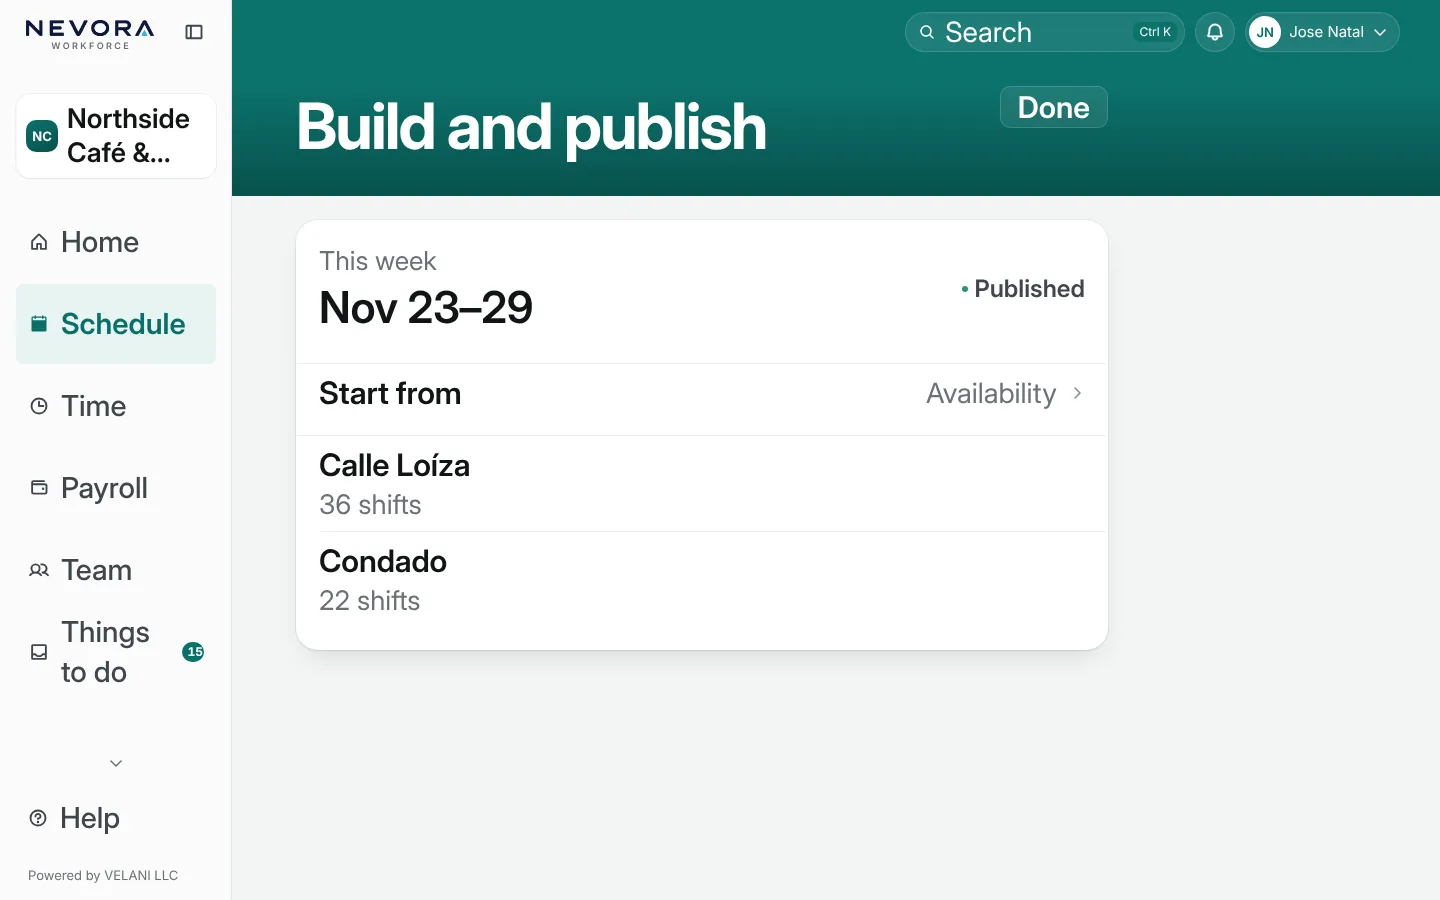 NEVORA
WORKFORCE
Search
Ctrl K
JN
Jose Natal
NC
Northside
Café &...
Build and publish
Done
Home
Schedule
Time
Payroll
Team
Things
to do
15
Help
Powered by VELANI LLC
This week
Nov 23–29
Published
Start from
Availability
Calle Loíza
36 shifts
Condado
22 shifts